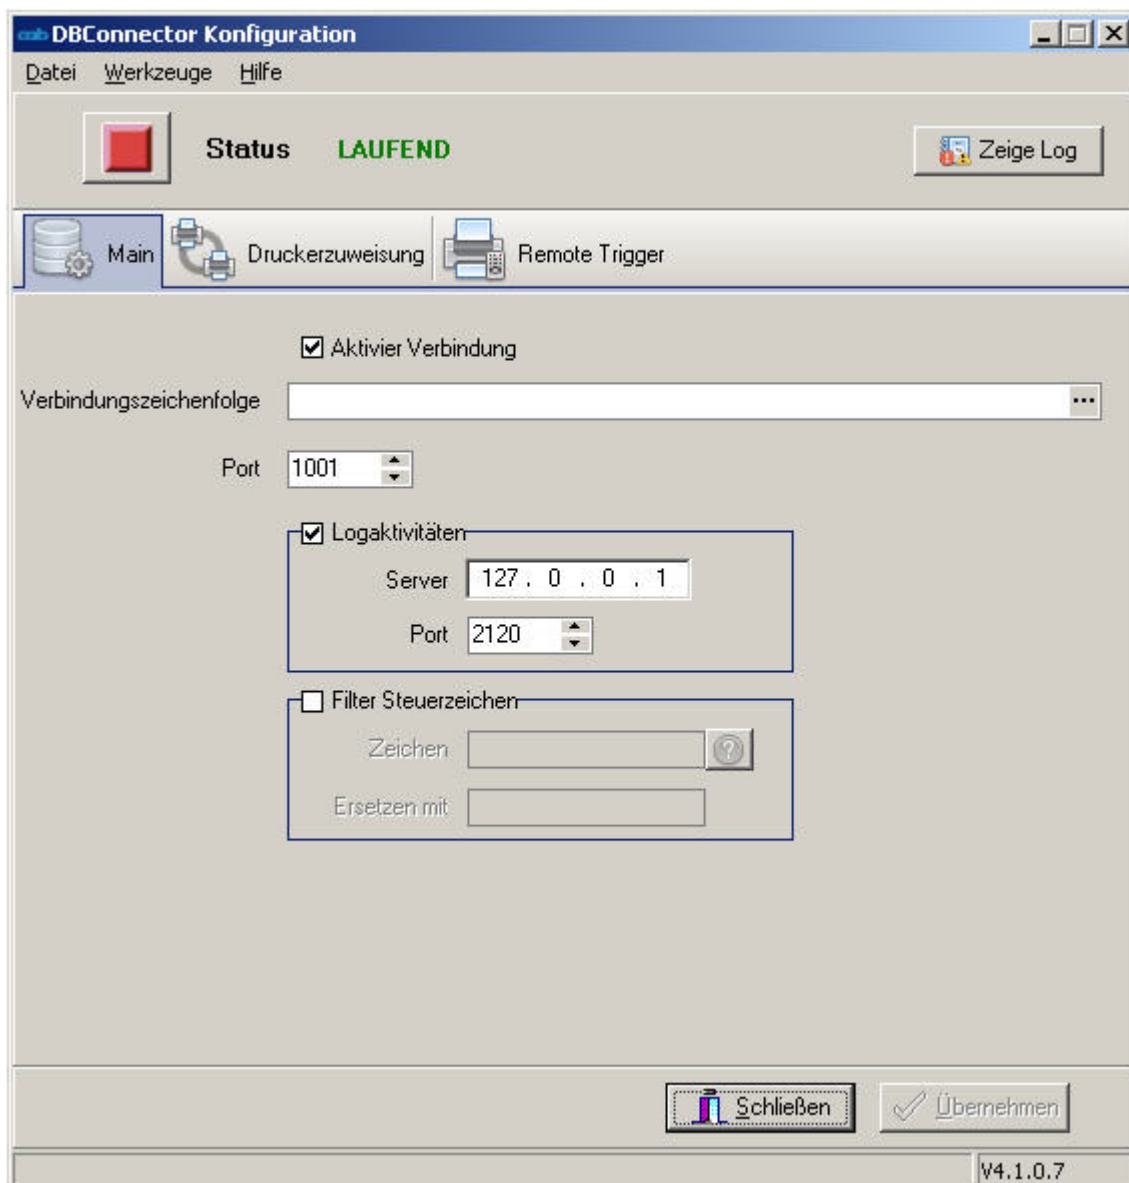 cab DBConnector Konfiguration
Datei Werkzeuge Hilfe
Status LAUFEND Zeige Log
Main Druckerzuweisung Remote Trigger
Aktivier Verbindung
Verbindungszeichenfolge ...
Port 1001
Logaktivitäten
Server 127 . 0 . 0 . 1
Port 2120
Filter Steuerzeichen
Zeichen ?
Ersetzen mit
Schließen Übernehmen
V4.1.0.7